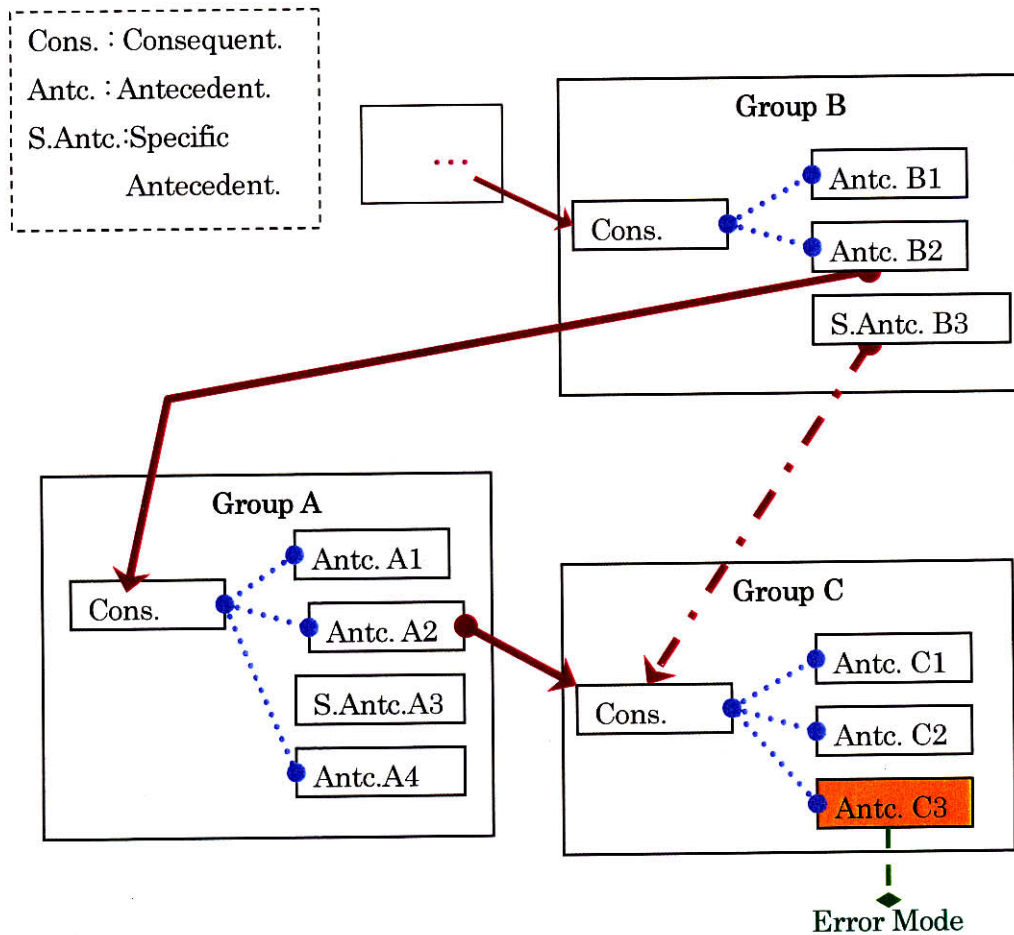 Cons. : Consequent.
Antc. : Antecedent.
S.Antc.:Specific
Antecedent.
...
Group B
Cons.
Antc. B1
Antc. B2
S.Antc. B3
Group A
Cons.
Antc. A1
Antc. A2
S.Antc.A3
Antc.A4
Group C
Cons.
Antc. C1
Antc. C2
Antc. C3
Error Mode